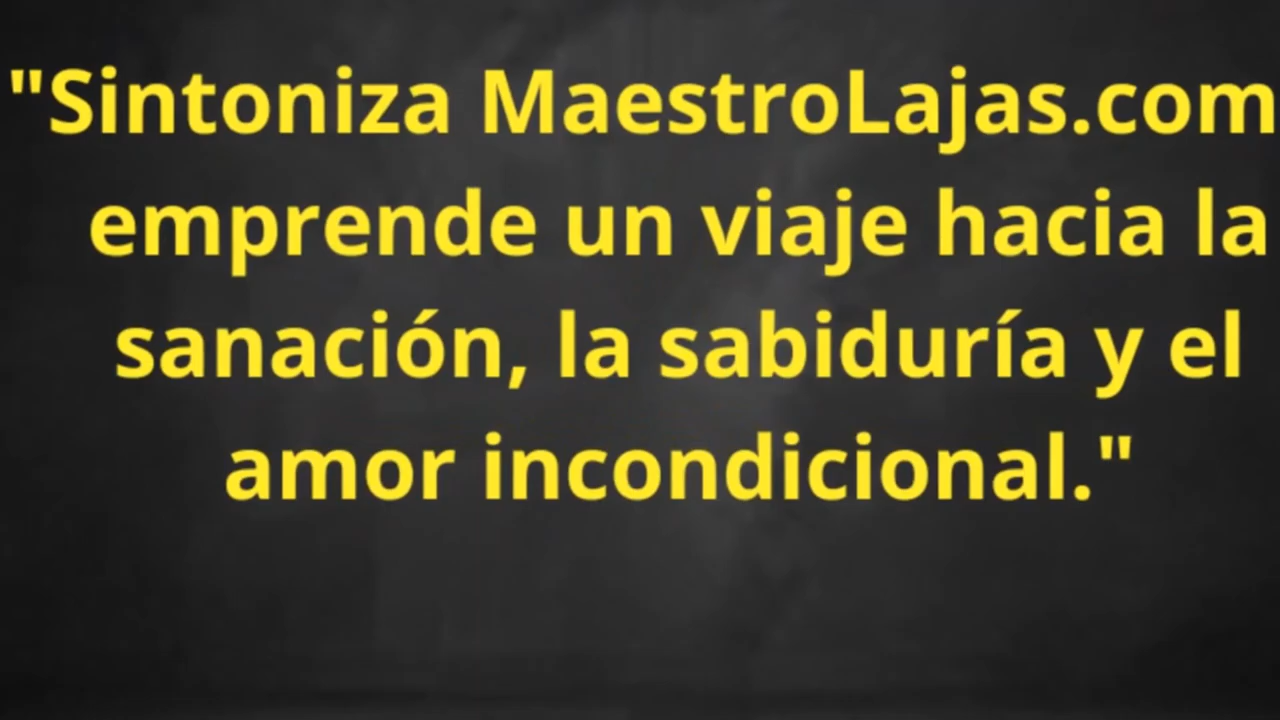 "Sintoniza MaestroLajas.com
emprende un viaje hacia la
sanación, la sabiduría y el
amor incondicional."